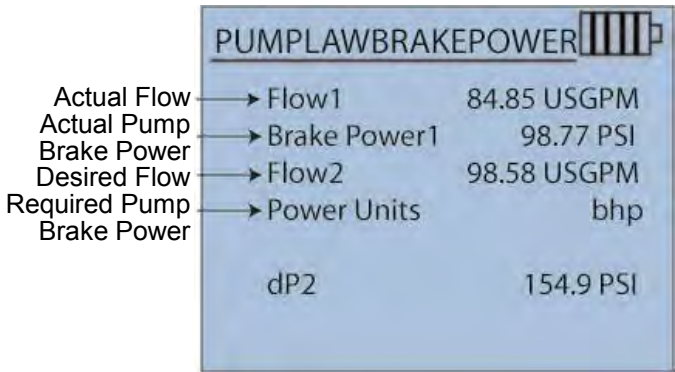 PUMPLAWBRAKEPOWER
Actual Flow Flow1 84.85 USGPM
Actual Pump Brake Power Brake Power1 98.77 PSI
Desired Flow Flow2 98.58 USGPM
Required Pump Brake Power Power Units bhp
dP2 154.9 PSI